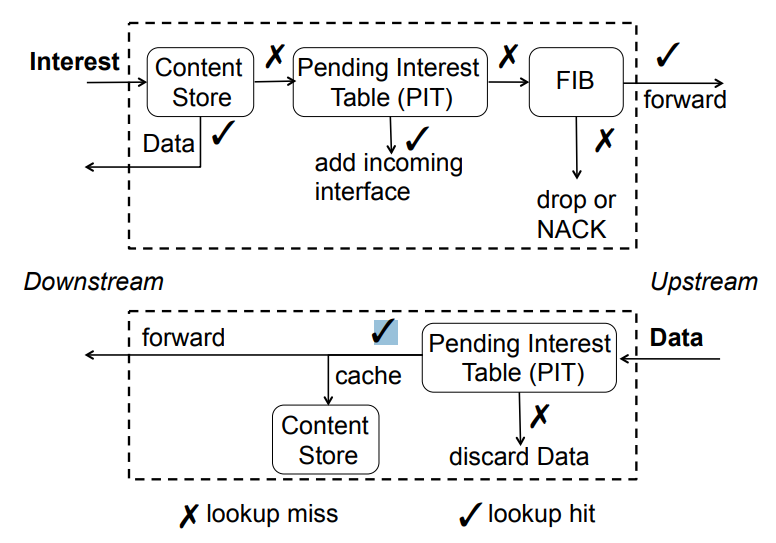 Interest
Content
Store
✗
Pending Interest
Table (PIT)
✗
FIB
✓
forward
Data
✓
✓
add incoming
interface
✗
drop or
NACK
Downstream
Upstream
forward
✓
Pending Interest
Table (PIT)
Data
cache
Content
Store
✗
discard Data
✗ lookup miss
✓ lookup hit